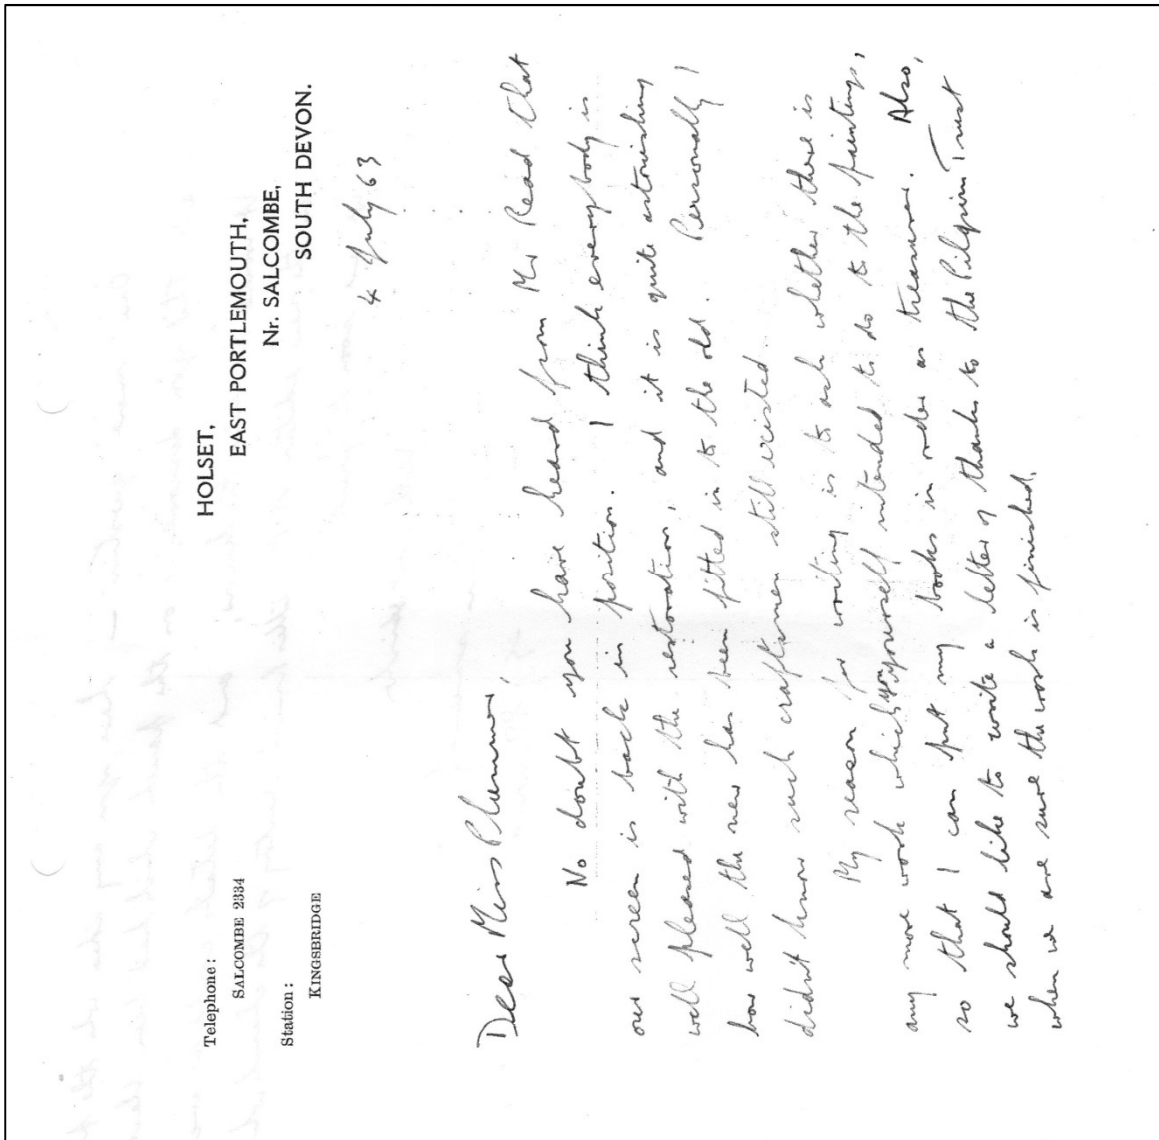 Telephone:
SALCOMBE 2334
Station:
KINGSBRIDGE
HOLSET,
EAST PORTLEMOUTH,
Nr. SALCOMBE,
SOUTH DEVON.
4 July 63
Dear Miss Plummer,
No doubt you have heard from Mr Read that
our screen is back in position. I think everybody is
well pleased with the restoration, and it is quite astonishing
how well the new has been fitted in to the old. Personally I
didn't know such craftsmen still existed.
My reason for writing is to ask whether there is
any more work which you yourself intended to do to the paintings,
so that I can put my books in order as treasurer. Also,
we should like to write a letter of thanks to the Pilgrim Trust
when we are sure the work is finished.